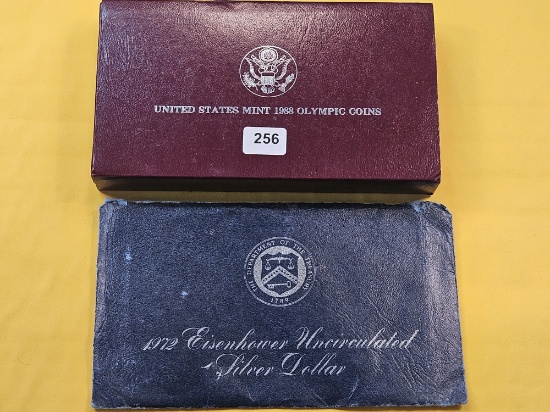 UNITED STATES MINT 1988 OLYMPIC COINS
256
THE DEPARTMENT OF THE TREASURY
1789
1972 Eisenhower Uncirculated
Silver Dollar